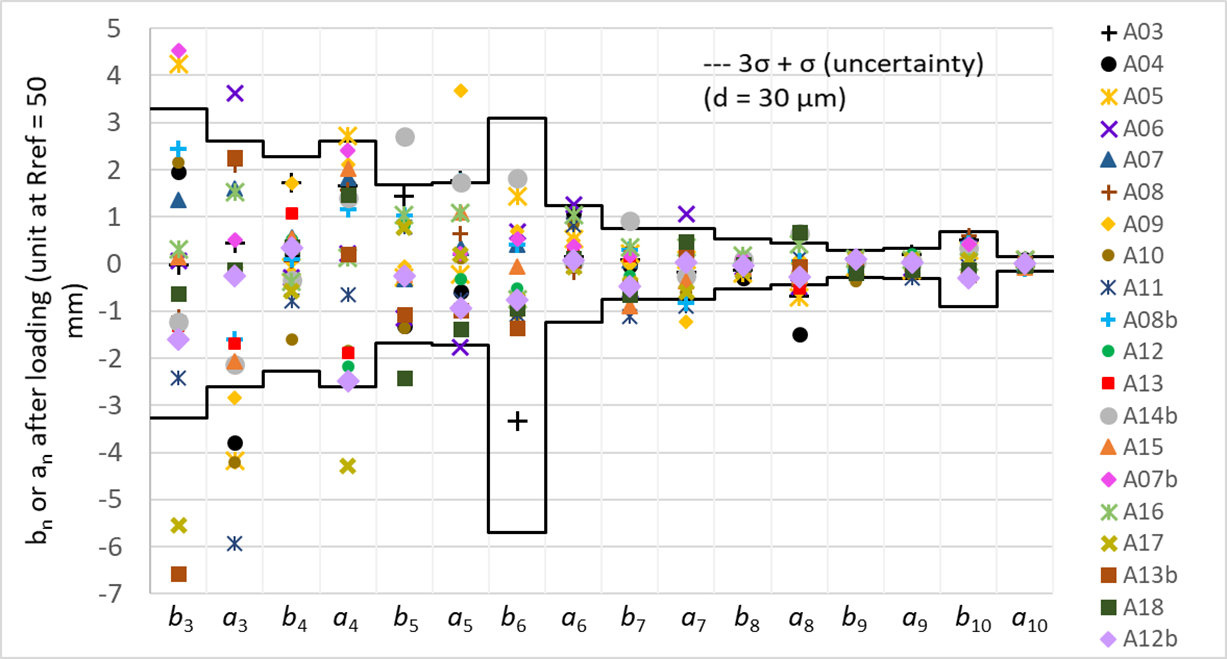 bn or an after loading (unit at Rref = 50
mm)
5
4
3
2
1
0
-1
-2
-3
-4
-5
-6
-7
--- 3σ + σ (uncertainty)
(d = 30 µm)
b3 a3 b4 a4 b5 a5 b6 a6 b7 a7 b8 a8 b9 a9 b10 a10
A03
A04
A05
A06
A07
A08
A09
A10
A11
A08b
A12
A13
A14b
A15
A07b
A16
A17
A13b
A18
A12b